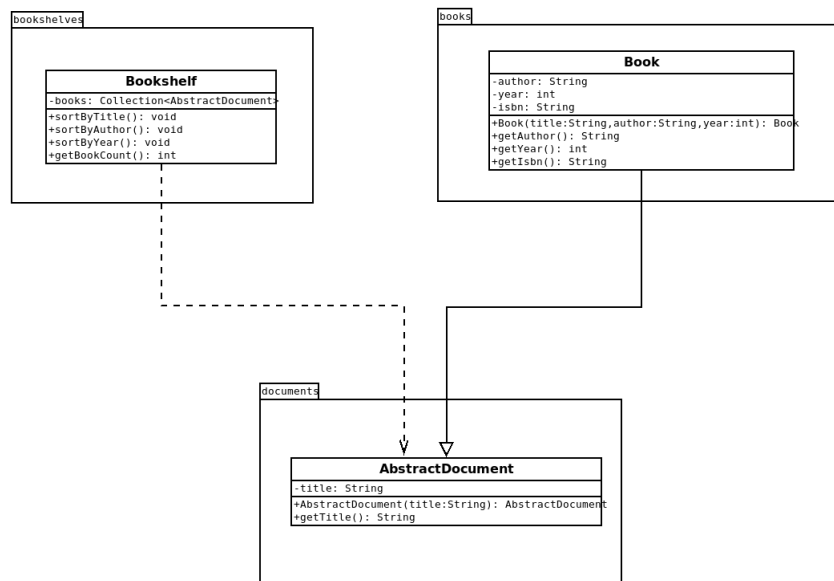 bookshelves
Bookshelf
-books: Collection<AbstractDocument>
+sortByTitle(): void
+sortByAuthor(): void
+sortByYear(): void
+getBookCount(): int
books
Book
-author: String
-year: int
-isbn: String
+Book(title:String,author:String,year:int): Book
+getAuthor(): String
+getYear(): int
+getIsbn(): String
documents
AbstractDocument
-title: String
+AbstractDocument(title:String): AbstractDocument
+getTitle(): String